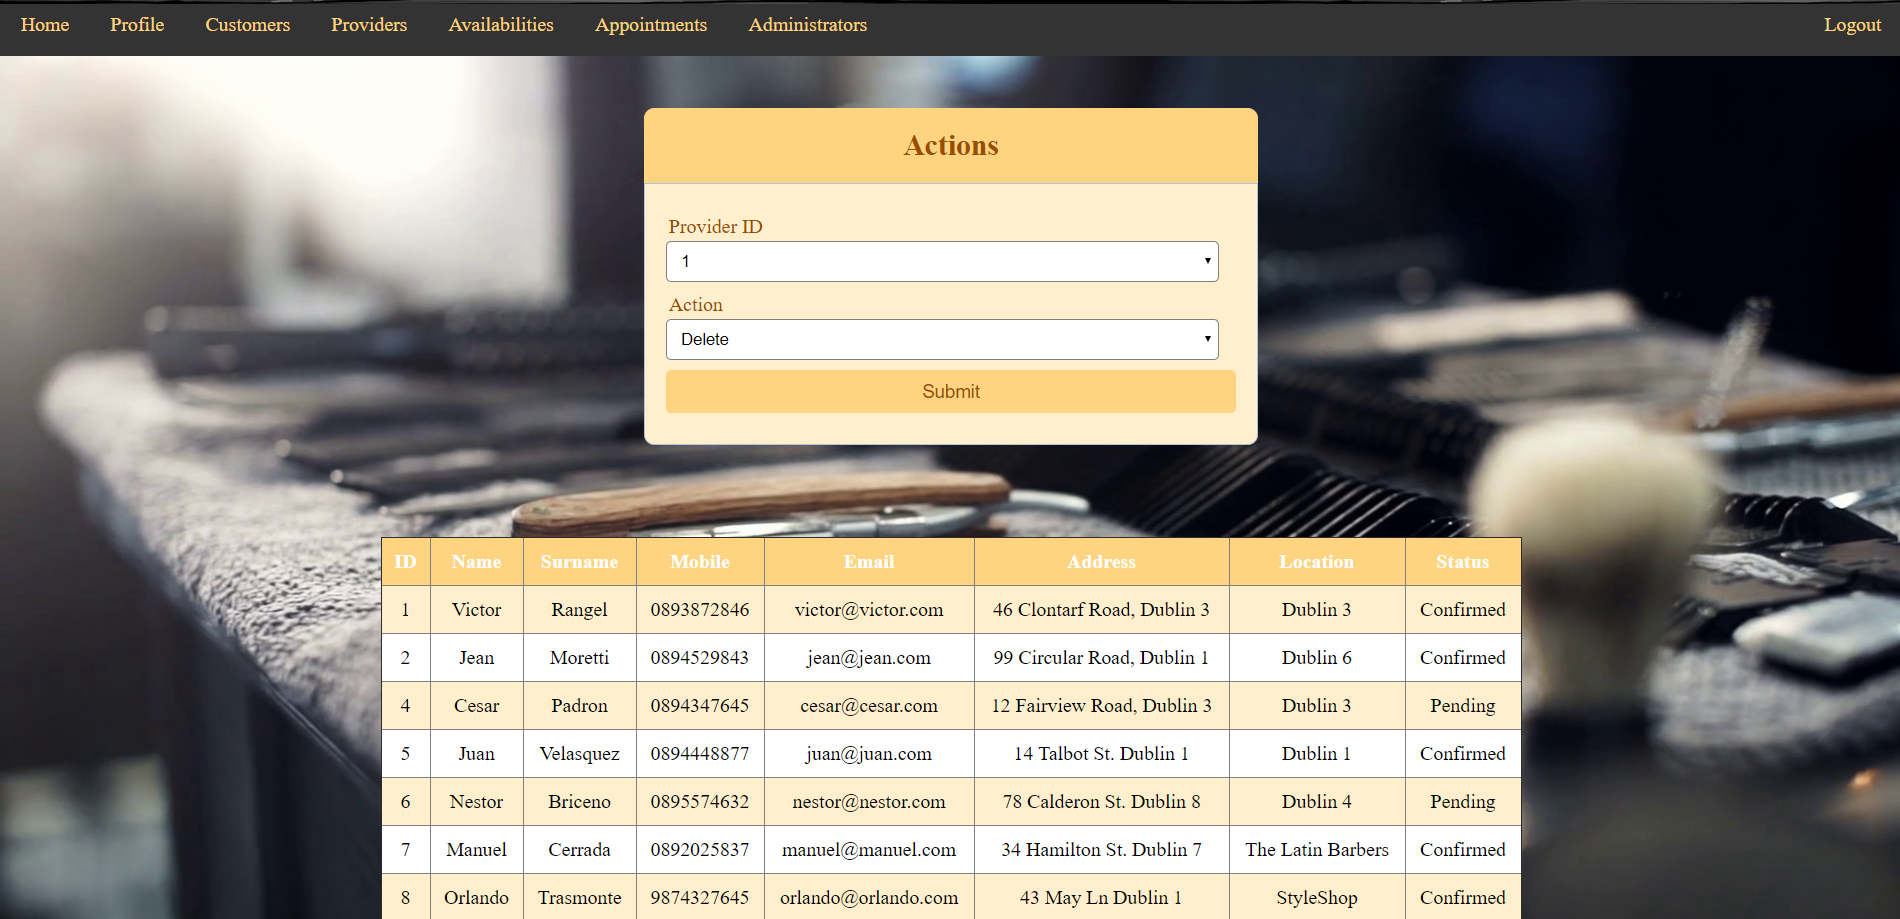 Home Profile Customers Providers Availabilities Appointments Administrators Logout
Actions
Provider ID
1
Action
Delete
Submit
ID Name Surname Mobile Email Address Location Status
1 Victor Rangel 0893872846 victor@victor.com 46 Clontarf Road, Dublin 3 Dublin 3 Confirmed
2 Jean Moretti 0894529843 jean@jean.com 99 Circular Road, Dublin 1 Dublin 6 Confirmed
4 Cesar Padron 0894347645 cesar@cesar.com 12 Fairview Road, Dublin 3 Dublin 3 Pending
5 Juan Velasquez 0894448877 juan@juan.com 14 Talbot St. Dublin 1 Dublin 1 Confirmed
6 Nestor Briceno 0895574632 nestor@nestor.com 78 Calderon St. Dublin 8 Dublin 4 Pending
7 Manuel Cerrada 0892025837 manuel@manuel.com 34 Hamilton St. Dublin 7 The Latin Barbers Confirmed
8 Orlando Trasmonte 9874327645 orlando@orlando.com 43 May Ln Dublin 1 StyleShop Confirmed